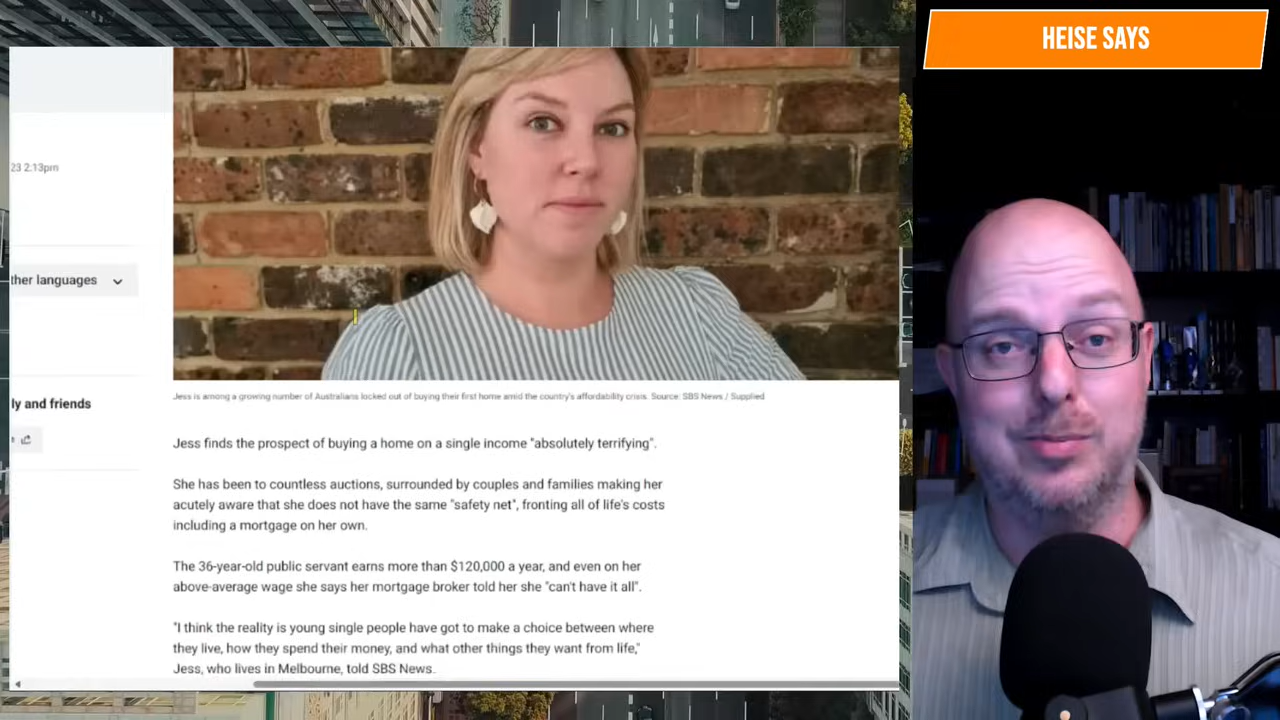 HEISE SAYS
23 2.13pm
ther languages
ly and friends
Jess is among a growing number of Australians locked out of buying their first home amid the country's affordability crisis. Source: SBS News / Supplied
Jess finds the prospect of buying a home on a single income "absolutely terrifying".
She has been to countless auctions, surrounded by couples and families making her
acutely aware that she does not have the same "safety net", fronting all of life's costs
including a mortgage on her own.
The 36-year-old public servant earns more than $120,000 a year, and even on her
above-average wage she says her mortgage broker told her she "can't have it all".
"I think the reality is young single people have got to make a choice between where
they live, how they spend their money, and what other things they want from life,"
Jess, who lives in Melbourne, told SBS News.